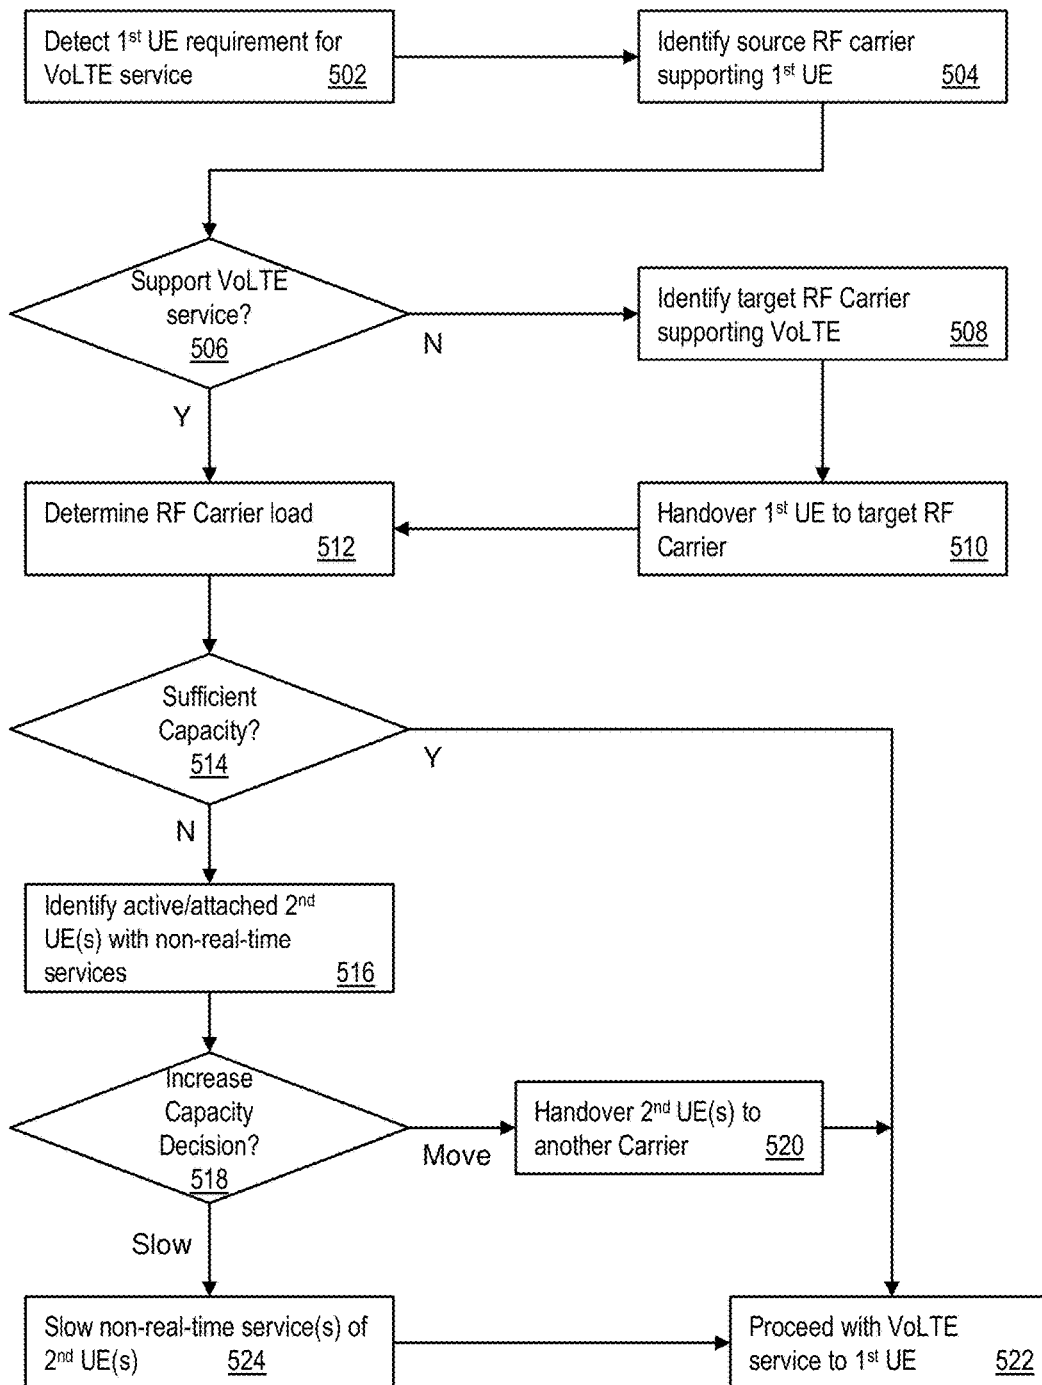 Detect 1st UE requirement for
VoLTE service 502
Identify source RF carrier
supporting 1st UE 504
Support VoLTE
service?
506
N
Y
Identify target RF Carrier
supporting VoLTE 508
Determine RF Carrier load
512
Handover 1st UE to target RF
Carrier 510
Sufficient
Capacity?
514
Y
N
Identify active/attached 2nd
UE(s) with non-real-time
services 516
Increase
Capacity
Decision?
518
Move
Slow
Handover 2nd UE(s) to
another Carrier 520
Slow non-real-time service(s) of
2nd UE(s) 524
Proceed with VoLTE
service to 1st UE 522